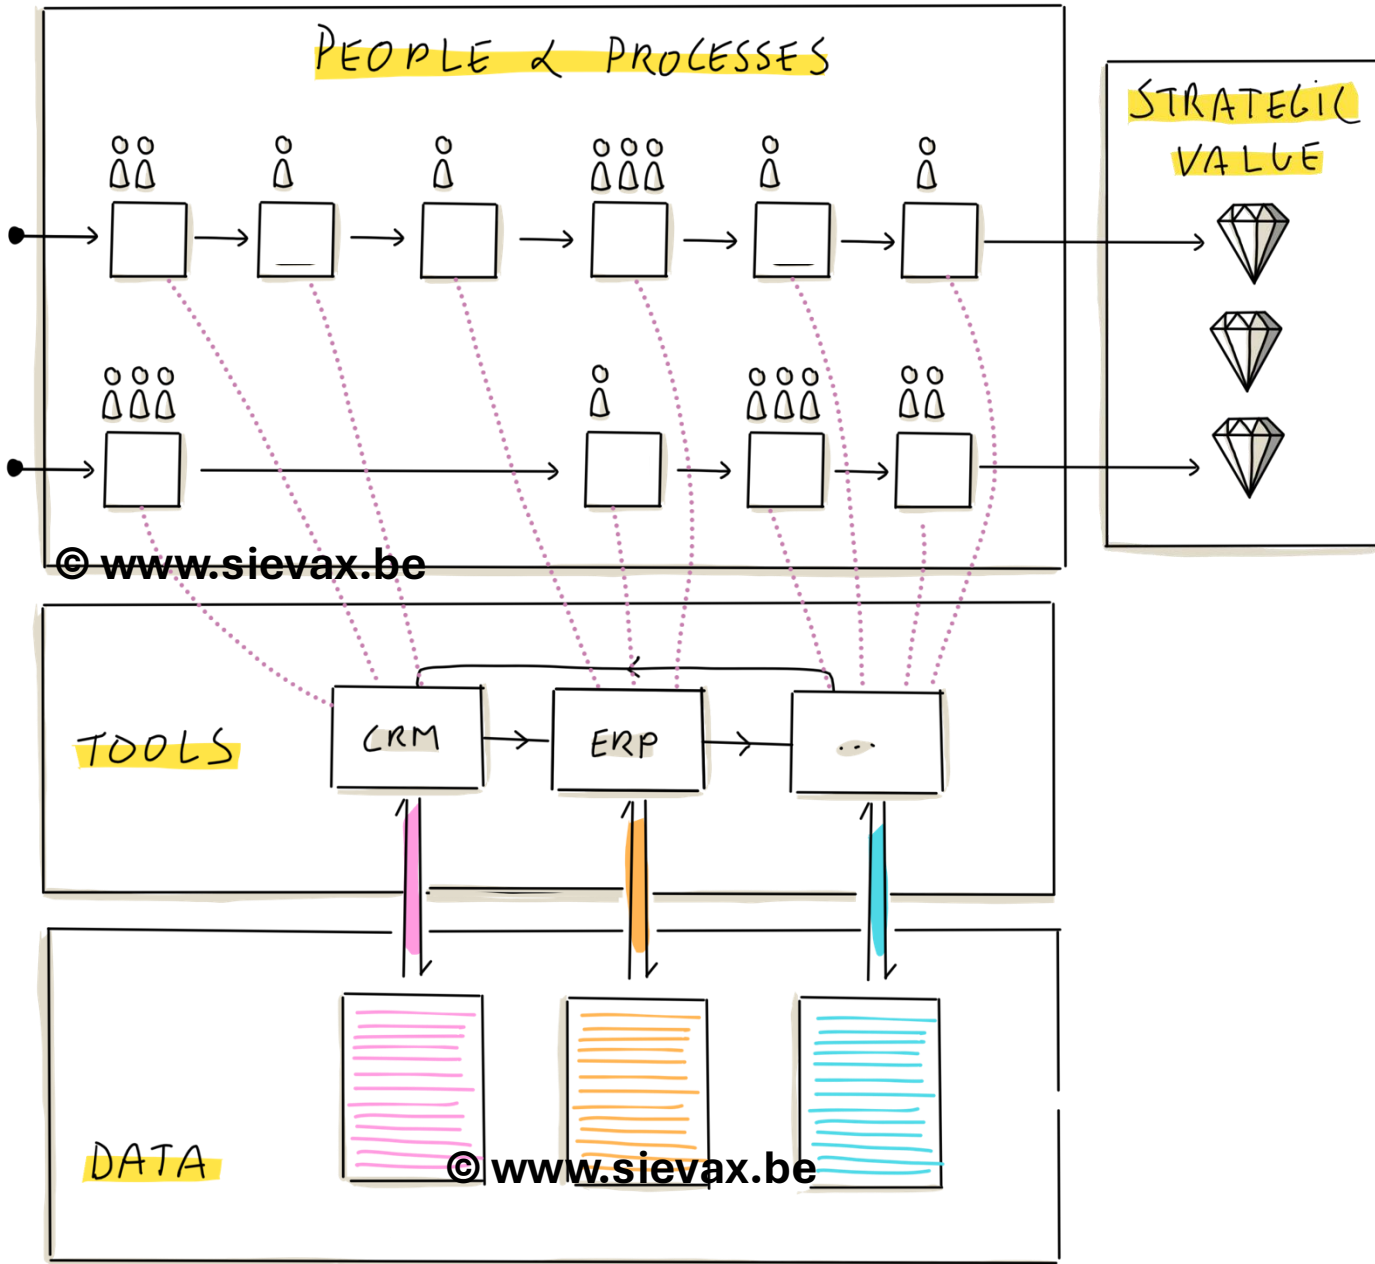 PEOPLE & PROCESSES
STRATEGIC
VALUE
© www.sievax.be
TOOLS
CRM
ERP
...
DATA
© www.sievax.be